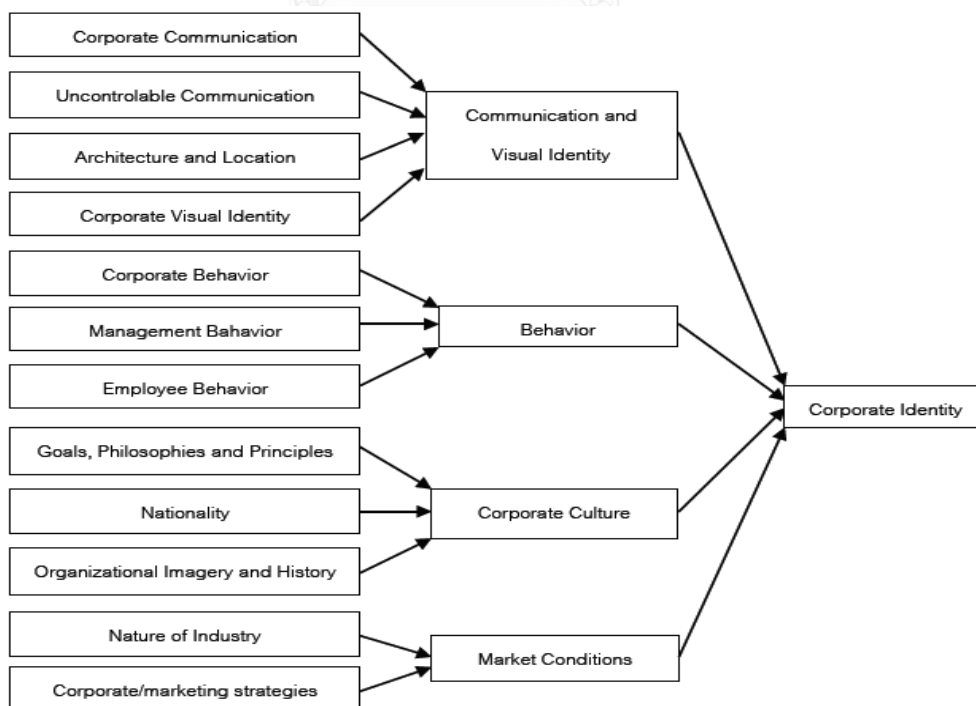 Corporate Communication
Uncontrolable Communication
Architecture and Location
Corporate Visual Identity
Corporate Behavior
Management Bahavior
Employee Behavior
Goals, Philosophies and Principles
Nationality
Organizational Imagery and History
Nature of Industry
Corporate/marketing strategies
Communication and
Visual Identity
Behavior
Corporate Culture
Market Conditions
Corporate Identity